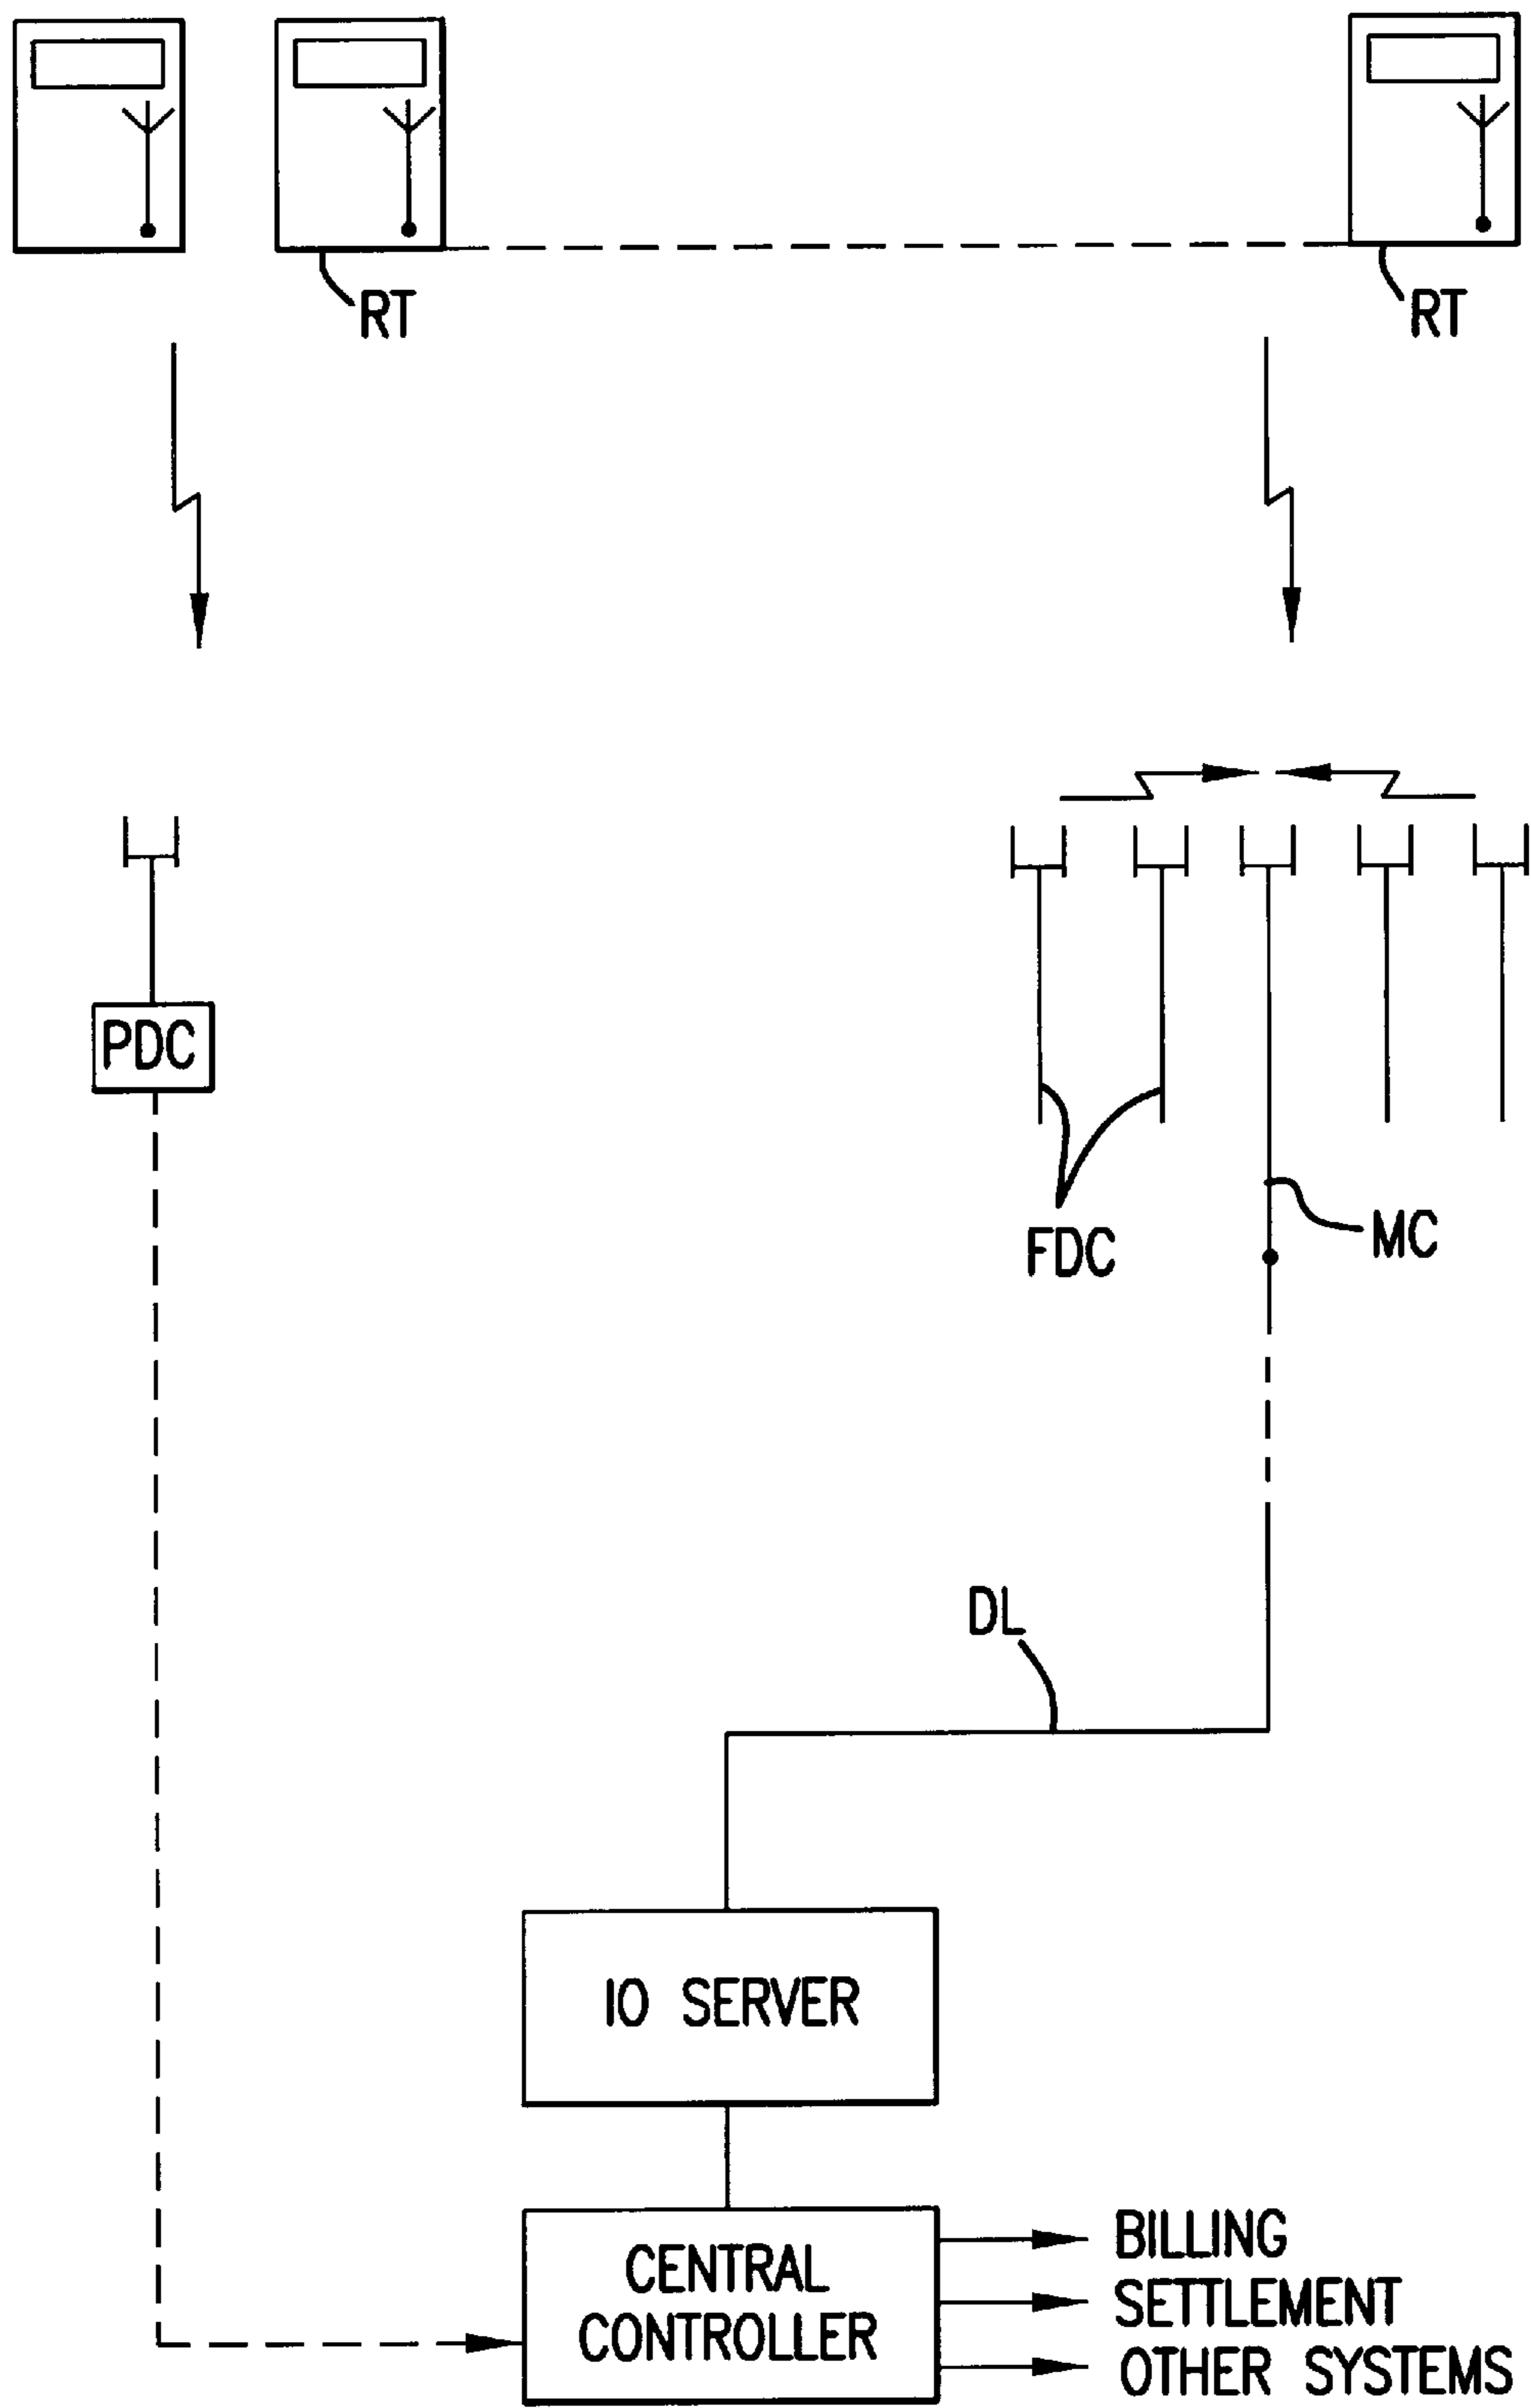 RT
RT
PDC
FDC
MC
DL
IO SERVER
CENTRAL
CONTROLLER
BILLING
SETTLEMENT
OTHER SYSTEMS